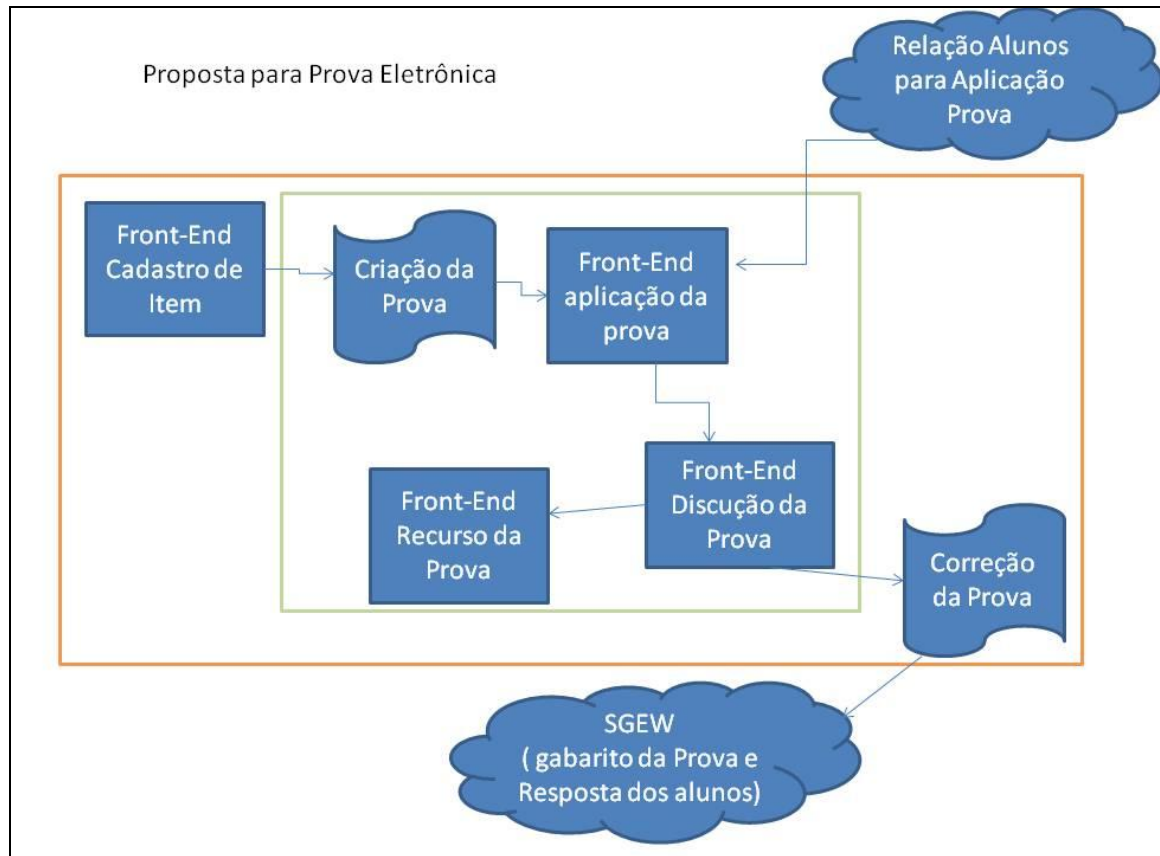 Proposta para Prova Eletrônica
Relação Alunos
para Aplicação
Prova
Front-End
Cadastro de
Item
Criação da
Prova
Front-End
aplicação da
prova
Front-End
Recurso da
Prova
Front-End
Discução da
Prova
Correção
da Prova
SGEW
( gabarito da Prova e
Resposta dos alunos)